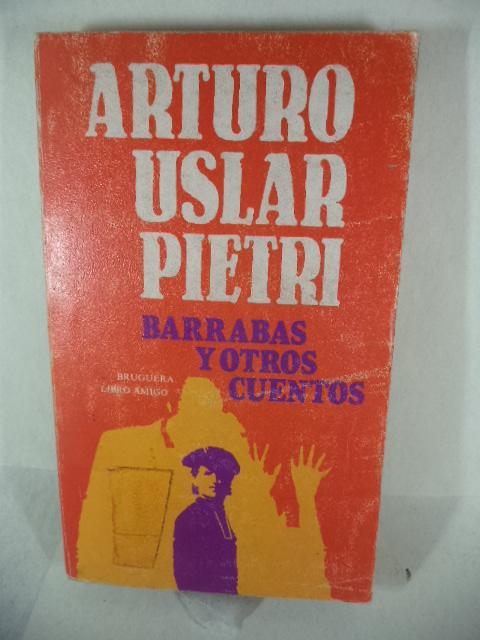 ARTURO
USLAR
PIETRI
BARRABAS
Y OTROS
CUENTOS
BRUGUERA
LIBRO AMIGO